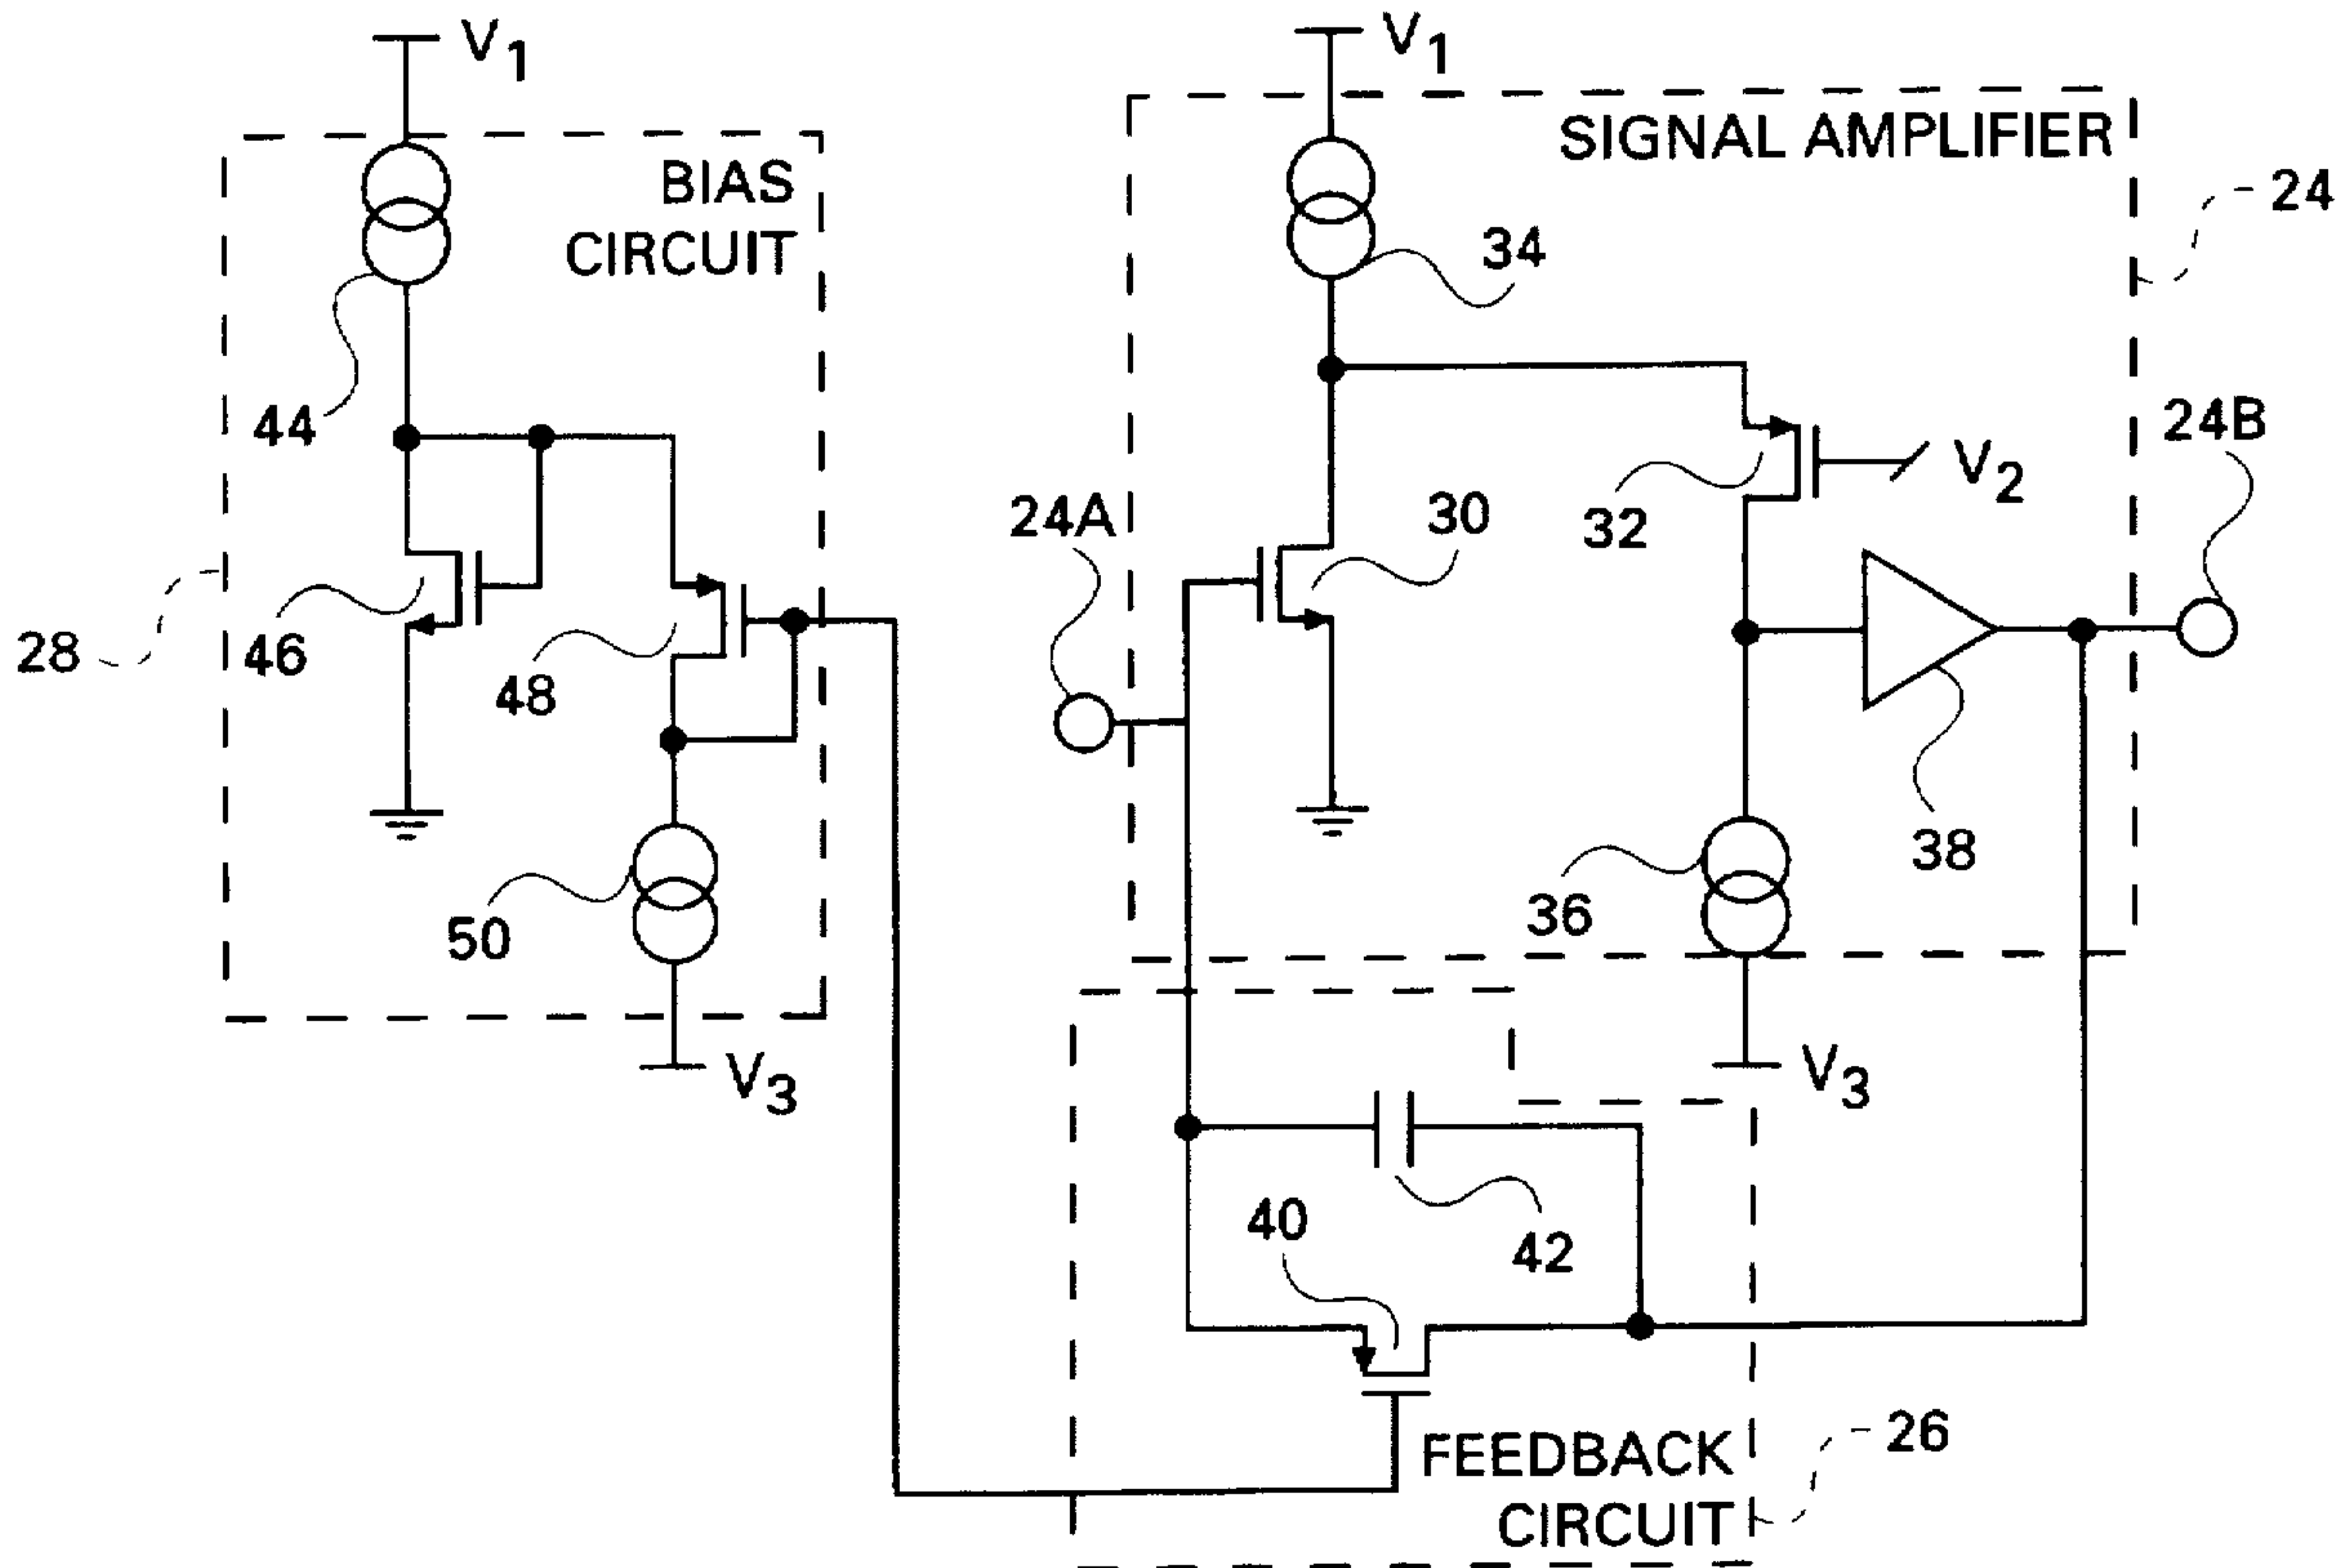 V1
BIAS
CIRCUIT
44
46
48
28
50
V3
V1
SIGNAL AMPLIFIER
24
34
24A
30
32
V2
24B
38
36
V3
42
40
FEEDBACK
CIRCUIT
26